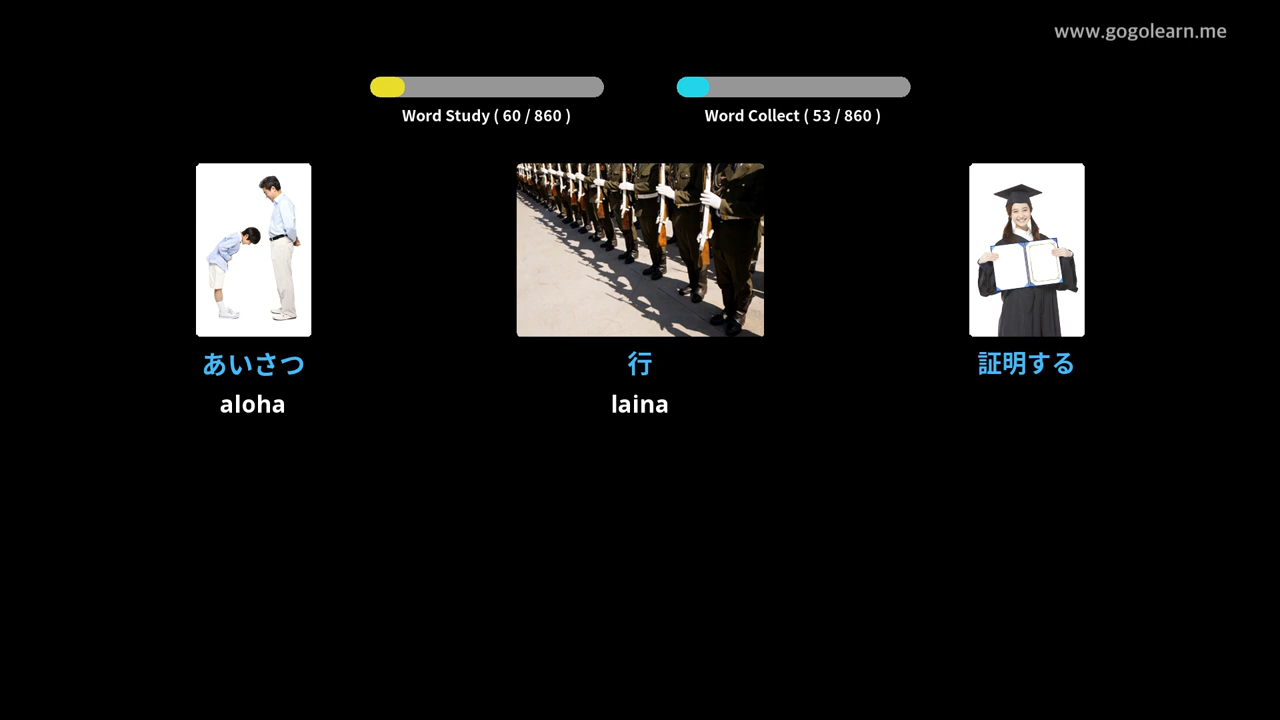 www.gogolearn.me
Word Study ( 60 / 860 )
Word Collect ( 53 / 860 )
あいさつ
aloha
行
laina
証明する